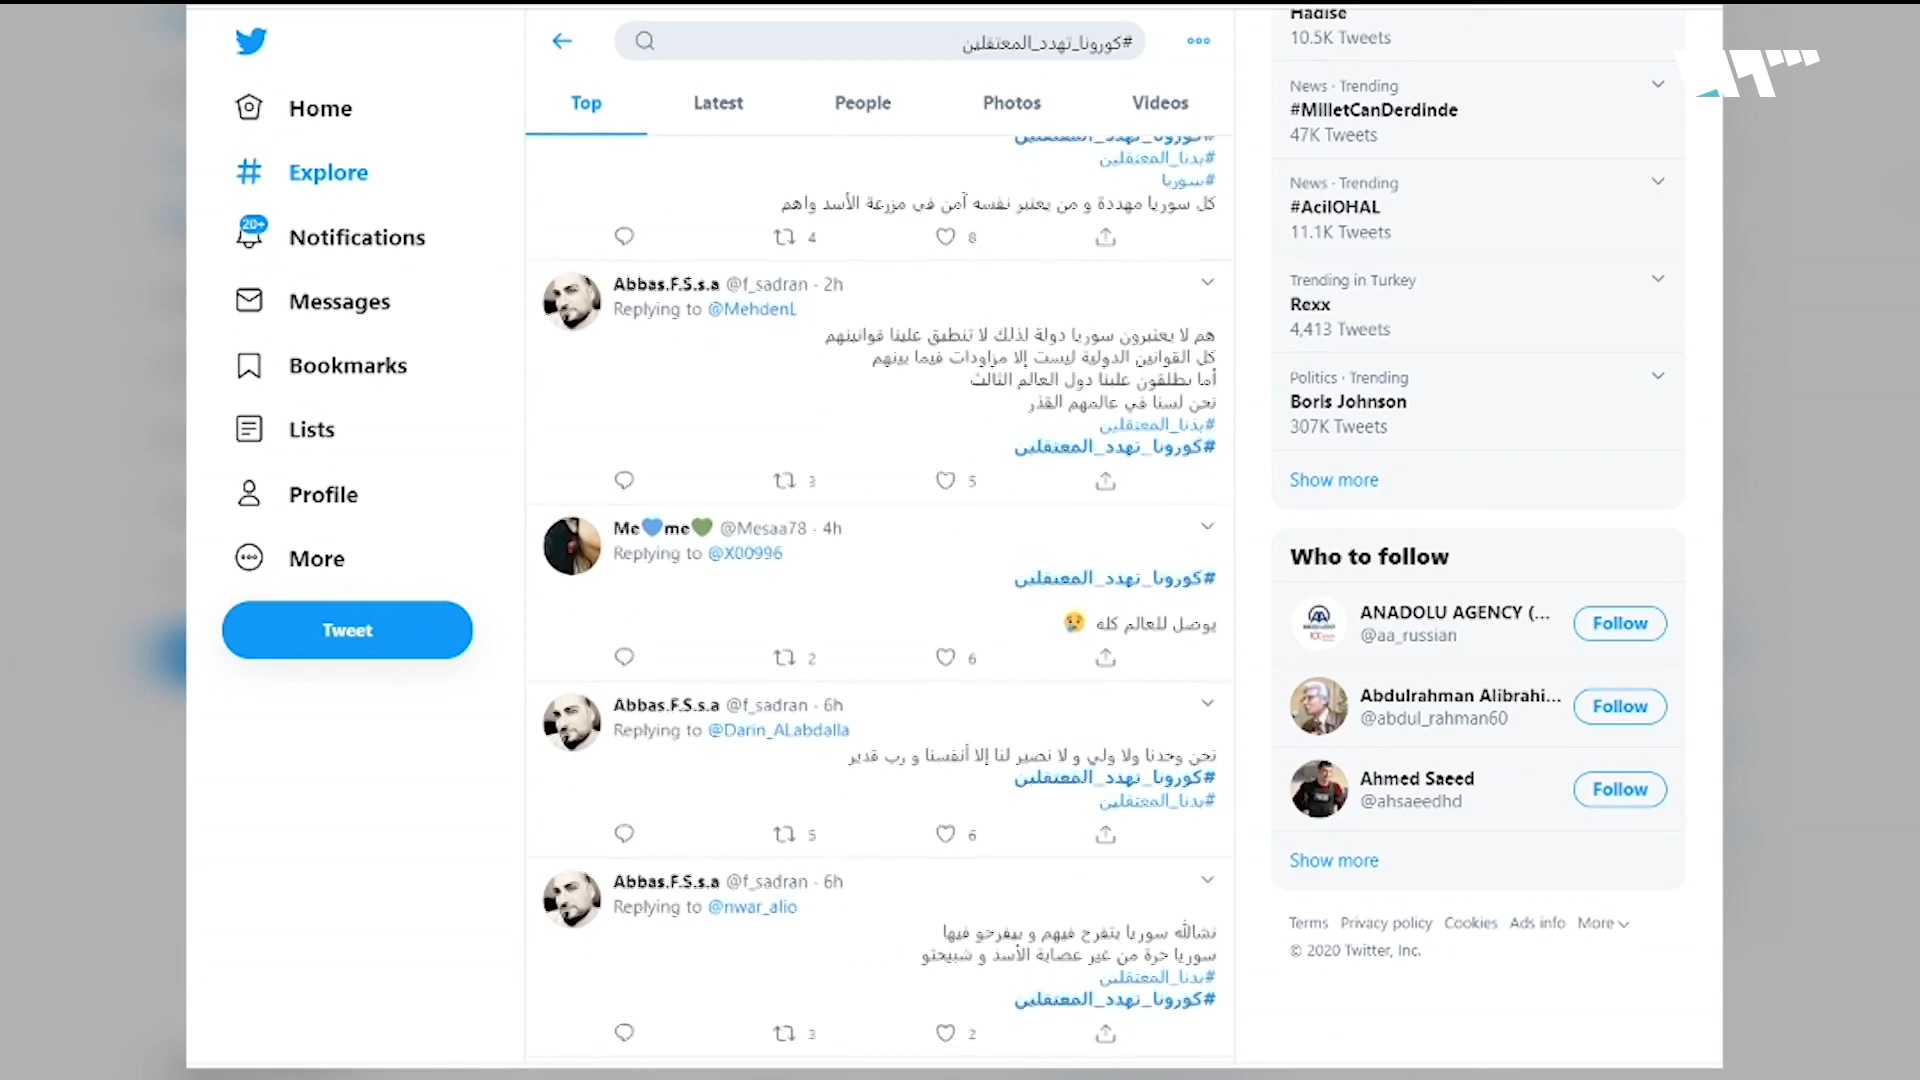 Home
Explore
20+
Notifications
Messages
Bookmarks
Lists
Profile
More
Tweet
#كورونا_تهدد_المعتقلين
Top
Latest
People
Photos
Videos
#كورونا_تهدد_المعتقلين
#بدنا_المعتقلين
#سوريا
كل سوريا مهددة و من يعتبر نفسه آمن في مزرعة الأسد واهم
4
8
Abbas.F.S.s.a @f_sadran · 2h
Replying to @MehdenL
هم لا يعتبرون سوريا دولة لذلك لا تنطبق علينا قوانينهم
كل القوانين الدولية ليست إلا مزاودات فيما بينهم
أما يطلقون علينا دول العالم الثالث
نحن لسنا في عالمهم القذر
#بدنا_المعتقلين
#كورونا_تهدد_المعتقلين
3
5
Me💙me💚 @Mesaa78 · 4h
Replying to @X00996
#كورونا_تهدد_المعتقلين
يوصل للعالم كله 😢
2
6
Abbas.F.S.s.a @f_sadran · 6h
Replying to @Darin_ALabdalla
نحن وحدنا ولا ولي و لا نصير لنا إلا أنفسنا و رب قدير
#كورونا_تهدد_المعتقلين
#بدنا_المعتقلين
5
6
Abbas.F.S.s.a @f_sadran · 6h
Replying to @nwar_alio
نشالله سوريا بتفرح فيهم و بيفرحو فيها
سوريا حرة من غير عصابة الأسد و شبيحتو
#بدنا_المعتقلين
#كورونا_تهدد_المعتقلين
3
2
Hadise
10.5K Tweets
News · Trending
#MilletCanDerdinde
47K Tweets
News · Trending
#AcilOHAL
11.1K Tweets
Trending in Turkey
Rexx
4,413 Tweets
Politics · Trending
Boris Johnson
307K Tweets
Show more
Who to follow
ANADOLU AGENCY (...
@aa_russian
Follow
Abdulrahman Alibrahi...
@abdul_rahman60
Follow
Ahmed Saeed
@ahsaeedhd
Follow
Show more
Terms Privacy policy Cookies Ads info More
© 2020 Twitter, Inc.